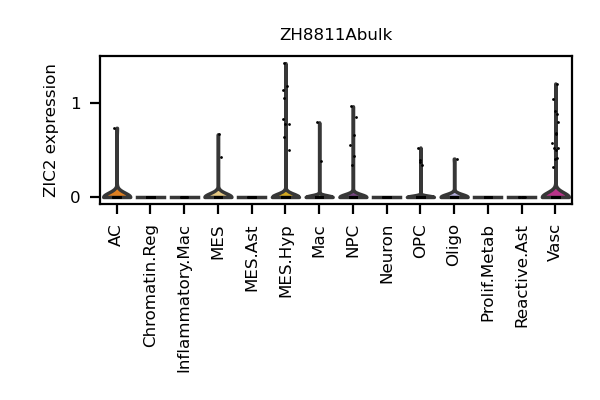 ZH8811Abulk
ZIC2 expression
1
0
AC
Chromatin.Reg
Inflammatory.Mac
MES
MES.Ast
MES.Hyp
Mac
NPC
Neuron
OPC
Oligo
Prolif.Metab
Reactive.Ast
Vasc